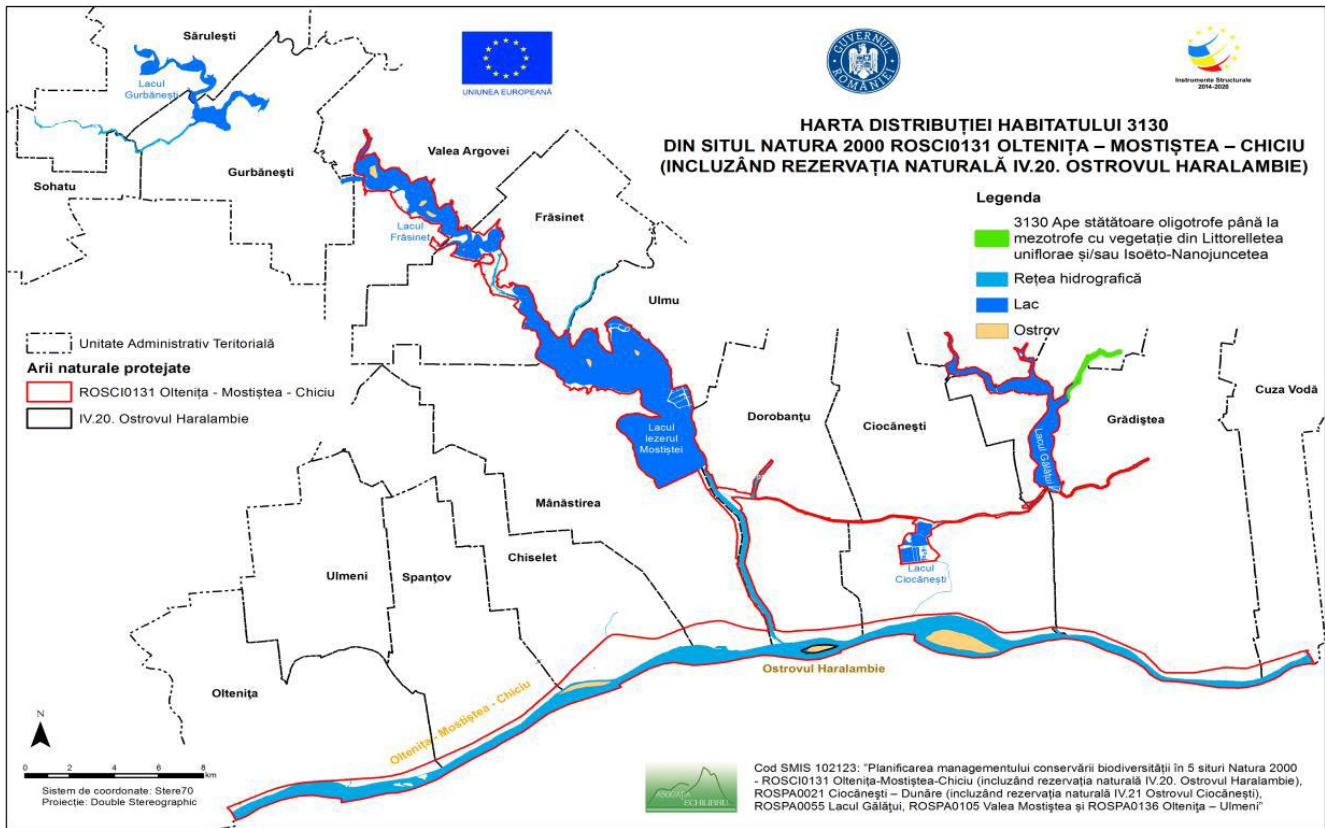 Sărulești
Lacul
Gurbănești
UNIUNEA EUROPEANĂ
GUVERNUL ROMÂNIEI
Instrumente Structurale
2014-2020
HARTA DISTRIBUȚIEI HABITATULUI 3130
DIN SITUL NATURA 2000 ROSCI0131 OLTENIȚA – MOSTIȘTEA – CHICIU
(INCLUZÂND REZERVAȚIA NATURALĂ IV.20. OSTROVUL HARALAMBIE)
Legenda
3130 Ape stătătoare oligotrofe până la
mezotrofe cu vegetație din Littorelletea
uniflorae și/sau Isoëto-Nanojuncetea
Rețea hidrografică
Lac
Ostrov
Valea Argovei
Sohatu
Gurbănești
Frăsinet
Lacul
Frăsinet
Ulmu
Unitate Administrativ Teritorială
Arii naturale protejate
ROSCI0131 Oltenița - Mostiștea - Chiciu
IV.20. Ostrovul Haralambie
Cuza Vodă
Dorobanțu
Ciocănești
Grădiștea
Lacul
Iezerul
Mostiștei
Lacul Gălățui
Mânăstirea
Chiselet
Ulmeni
Spanțov
Lacul
Ciocănești
Oltenița
Ostrovul Haralambie
Oltenița - Mostiștea - Chiciu
N
0 2 4 6 8
km
Sistem de coordonate: Stere70
Proiecție: Double Stereographic
ASOCIAȚIA
ECHILIBRU
Cod SMIS 102123: "Planificarea managementului conservării biodiversității în 5 situri Natura 2000
- ROSCI0131 Oltenița-Mostiștea-Chiciu (incluzând rezervația naturală IV.20. Ostrovul Haralambie),
ROSPA0021 Ciocănești – Dunăre (incluzând rezervația naturală IV.21 Ostrovul Ciocănești),
ROSPA0055 Lacul Gălățui, ROSPA0105 Valea Mostiștea și ROSPA0136 Oltenița – Ulmeni"